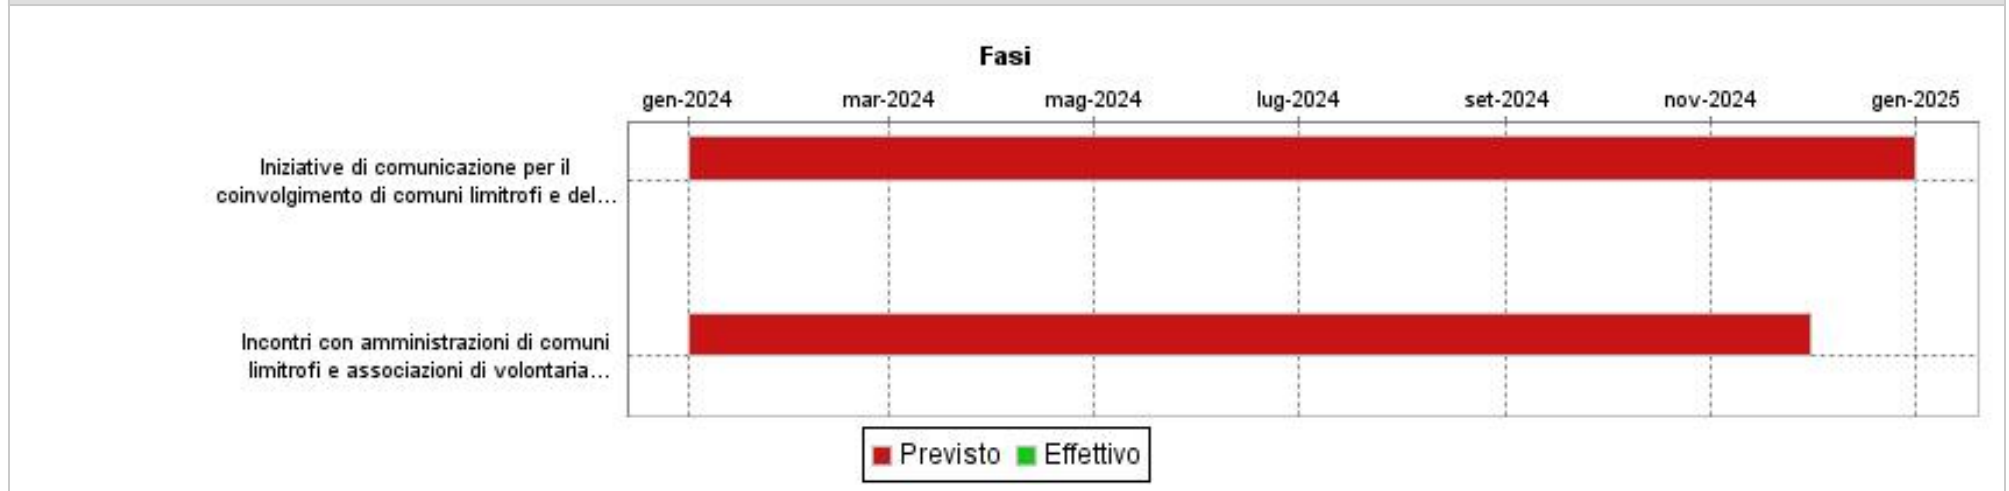 Fasi
gen-2024 mar-2024 mag-2024 lug-2024 set-2024 nov-2024 gen-2025
Iniziative di comunicazione per il
coinvolgimento di comuni limitrofi e del...
Incontri con amministrazioni di comuni
limitrofi e associazioni di volontaria...
Previsto Effettivo